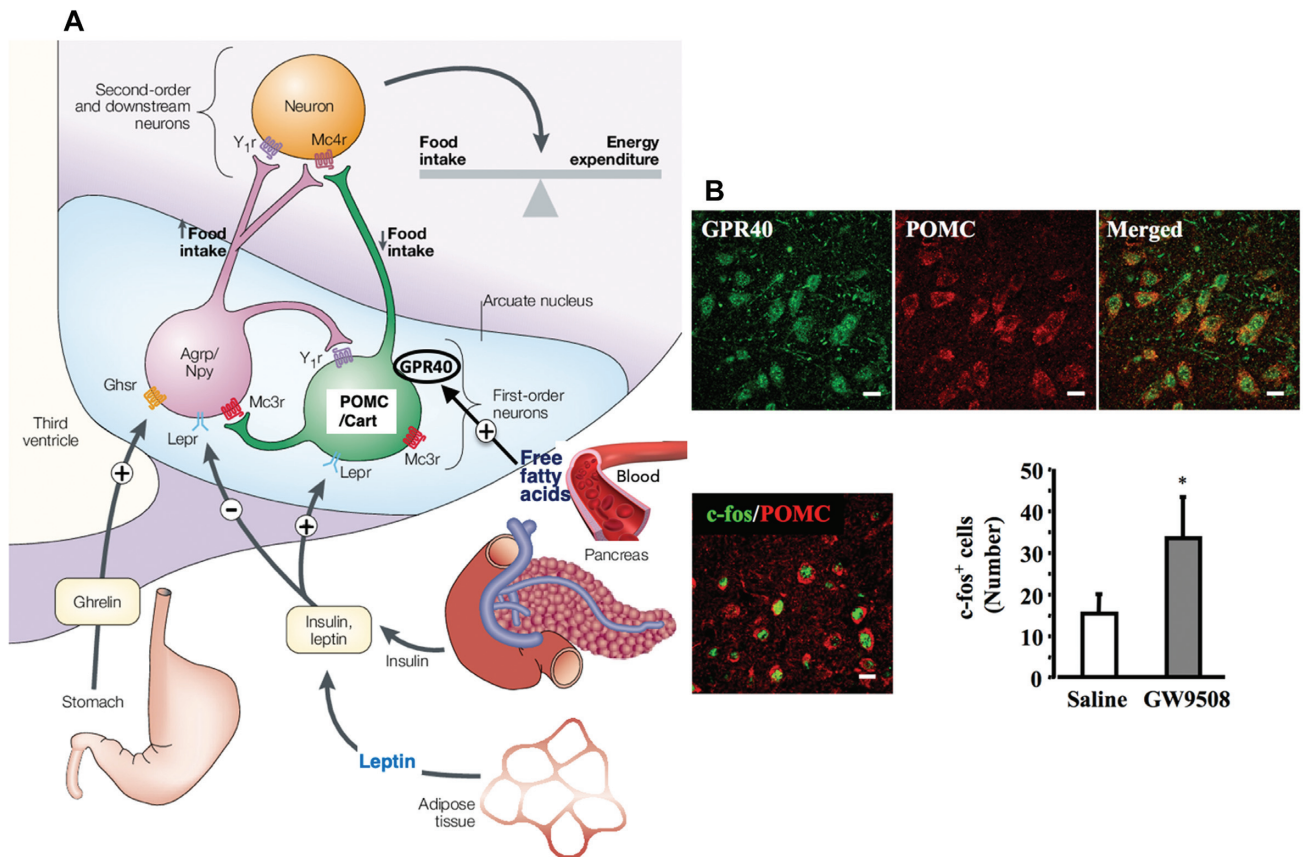 A
Second-order
and downstream
neurons
Neuron
Y1r
Mc4r
Food
intake
Energy
expenditure
↑Food
intake
↓Food
intake
Arcuate nucleus
Agrp/
Npy
Y1r
GPR40
Ghsr
POMC
/Cart
First-order
neurons
Mc3r
Third
ventricle
Lepr
Lepr
Mc3r
+
Free
fatty
acids
Blood
+
-
+
Pancreas
Ghrelin
Insulin,
leptin
Insulin
Stomach
Leptin
Adipose
tissue
B
GPR40
POMC
Merged
c-fos/POMC
c-fos+ cells
(Number)
50
40
30
20
10
0
*
Saline
GW9508